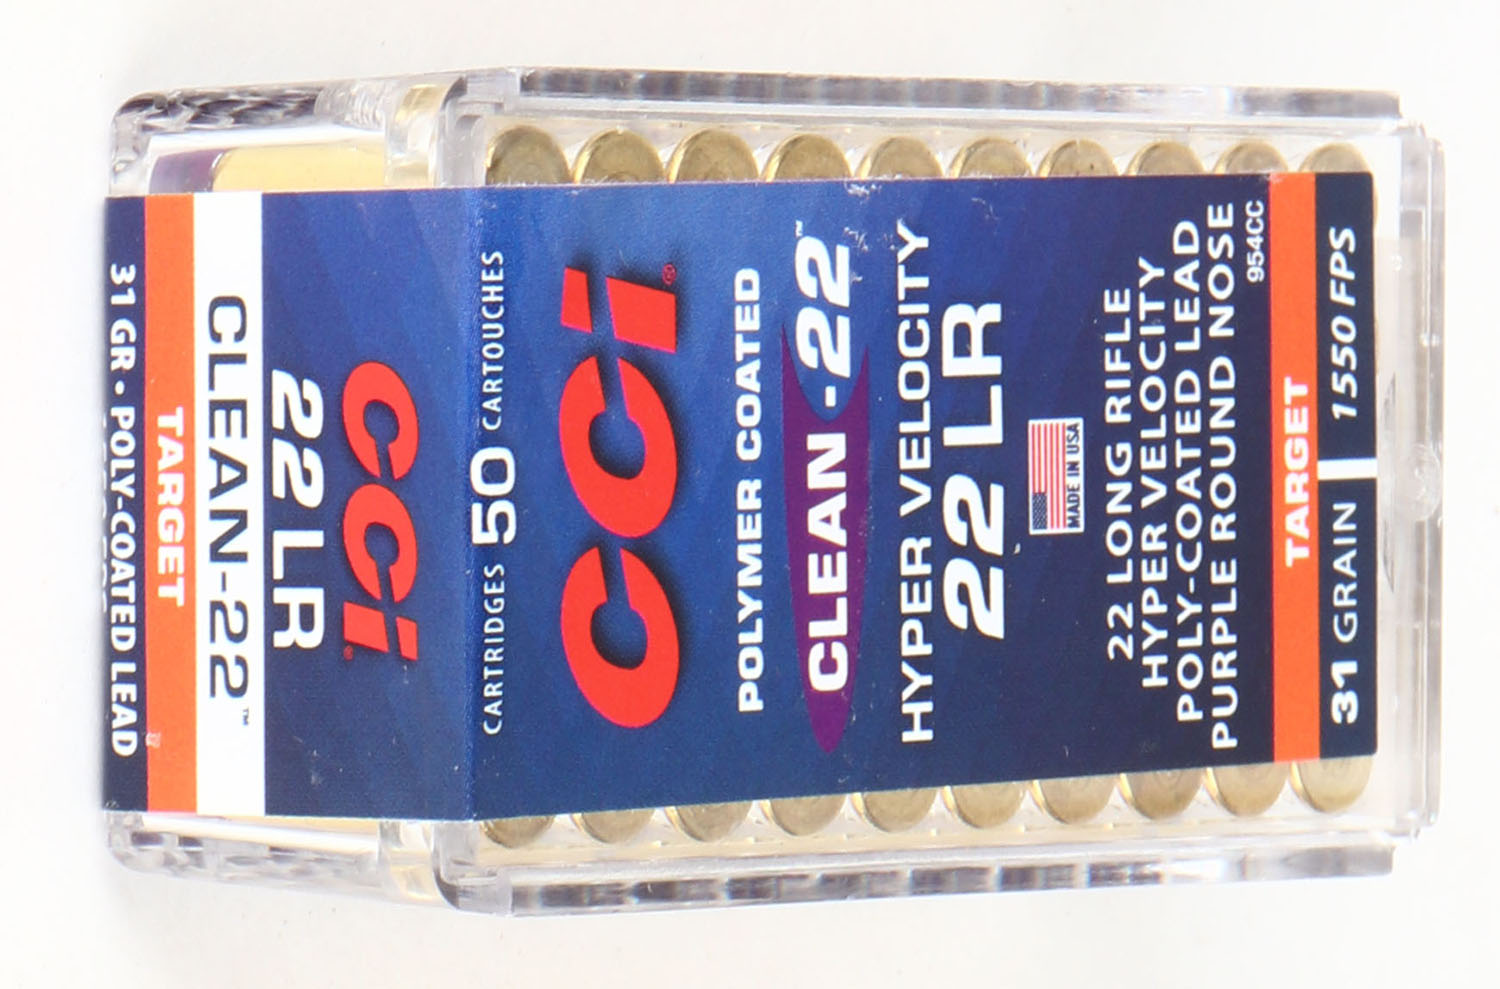 31 GR • POLY-COATED LEAD
TARGET
CLEAN-22™
22 LR
CCI®
CARTRIDGES 50 CARTOUCHES
CCI®
POLYMER COATED
CLEAN-22™
HYPER VELOCITY
22 LR
MADE IN USA
22 LONG RIFLE
HYPER VELOCITY
POLY-COATED LEAD
PURPLE ROUND NOSE
954CC
TARGET
31 GRAIN 1550 FPS